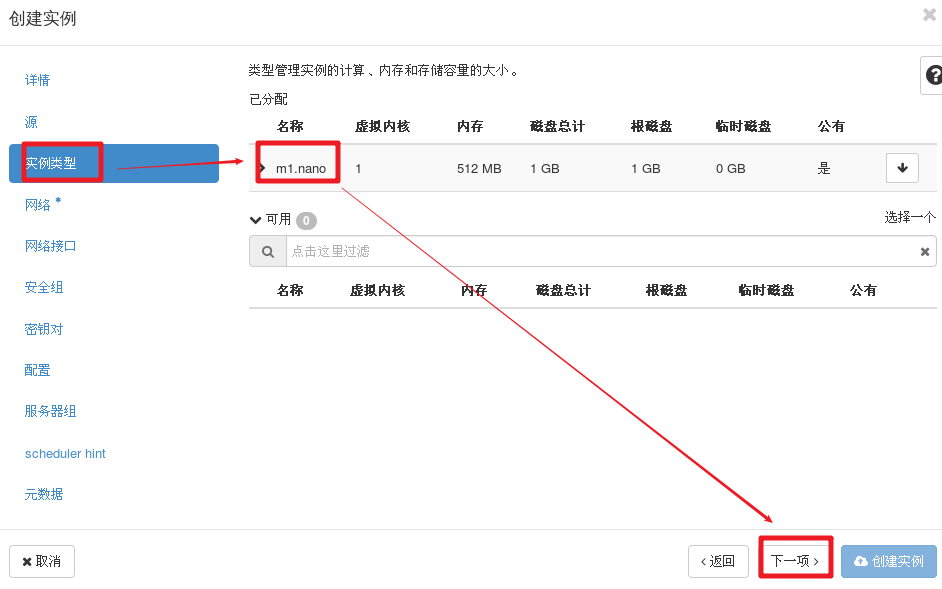 创建实例
详情
源
实例类型
网络 *
网络接口
安全组
密钥对
配置
服务器组
scheduler hint
元数据
类型管理实例的计算、内存和存储容量的大小。
已分配
名称 虚拟内核 内存 磁盘总计 根磁盘 临时磁盘 公有
m1.nano 1 512 MB 1 GB 1 GB 0 GB 是
可用 0
选择一个
点击这里过滤
名称 虚拟内核 内存 磁盘总计 根磁盘 临时磁盘 公有
取消
返回
下一项
创建实例